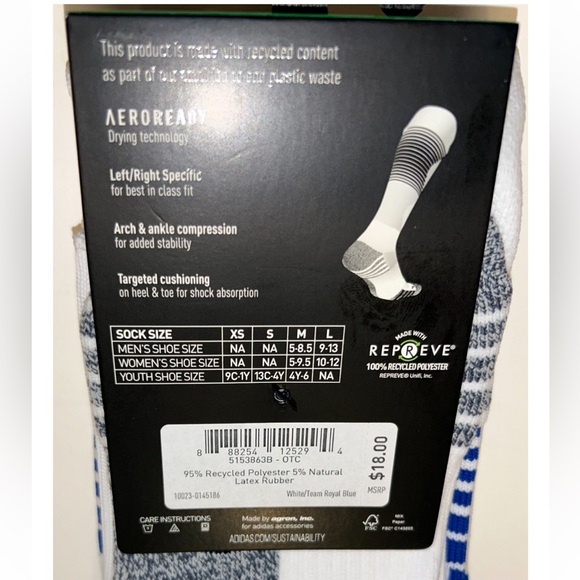 This product is made with recycled content
as part of our ambition to end plastic waste
AEROREADY
Drying technology
Left/Right Specific
for best in class fit
Arch & ankle compression
for added stability
Targeted cushioning
on heel & toe for shock absorption
SOCK SIZE XS S M L
MEN'S SHOE SIZE NA NA 5-8.5 9-13
WOMEN'S SHOE SIZE NA NA 5-9.5 10-12
YOUTH SHOE SIZE 9C-1Y 13C-4Y 4Y-6 NA
MADE WITH
REPREVE®
100% RECYCLED POLYESTER
REPREVE® Unifi, Inc.
8 88254 12529 4
5153863B - OTC
95% Recycled Polyester 5% Natural
Latex Rubber
10023-0145186 White/Team Royal Blue
$18.00
MSRP
CARE INSTRUCTIONS
Made by agron, inc.
for adidas accessories
ADIDAS.COM/SUSTAINABILITY
FSC
MIX
Paper